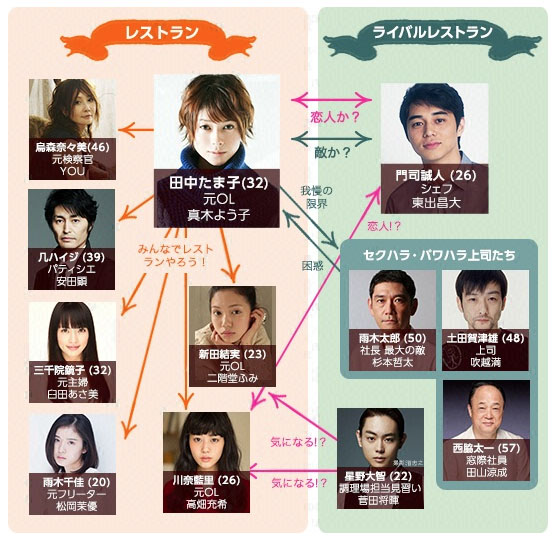 レストラン
ライバルレストラン
烏森奈々美(46)
元検察官
YOU
田中たま子(32)
元OL
真木よう子
恋人か?
敵か?
門司誠人 (26)
シェフ
東出昌大
几ハイジ (39)
パティシエ
安田顕
みんなでレスト
ランやろう!
我慢の
限界
困惑
恋人!?
セクハラ・パワハラ上司たち
三千院鏡子 (32)
元主婦
臼田あさ美
新田結実 (23)
元OL
二階堂ふみ
雨木太郎 (50)
社長 最大の敵
杉本哲太
土田賀津雄 (48)
上司
吹越満
雨木千佳 (20)
元フリーター
松岡茉優
川奈藍里 (26)
元OL
高畑充希
気になる!?
気になる!?
星野大智 (22)
調理場担当見習い
菅田将暉
西脇太一 (57)
窓際社員
田山涼成